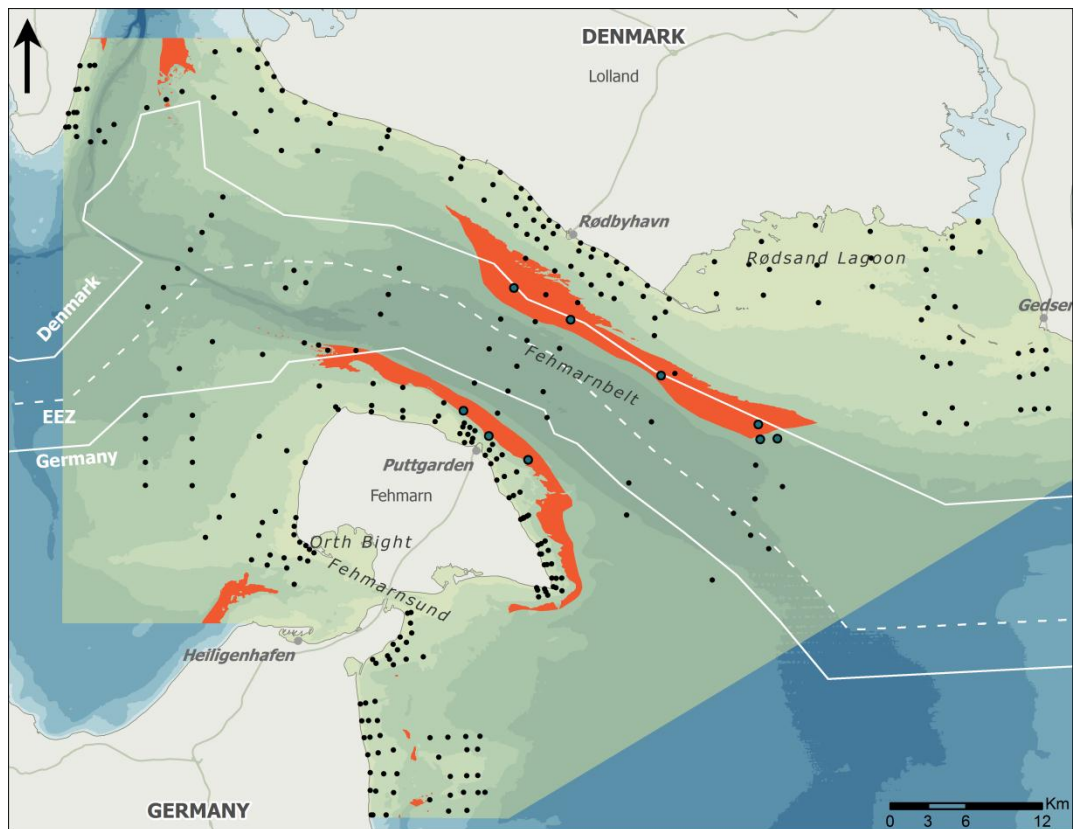 DENMARK
Lolland
Rødbyhavn
Rødsand Lagoon
Gedser
Denmark
Fehmarnbelt
EEZ
Germany
Puttgarden
Fehmarn
Orth Bight
Fehmarnsund
Heiligenhafen
GERMANY
Km
0 3 6 12